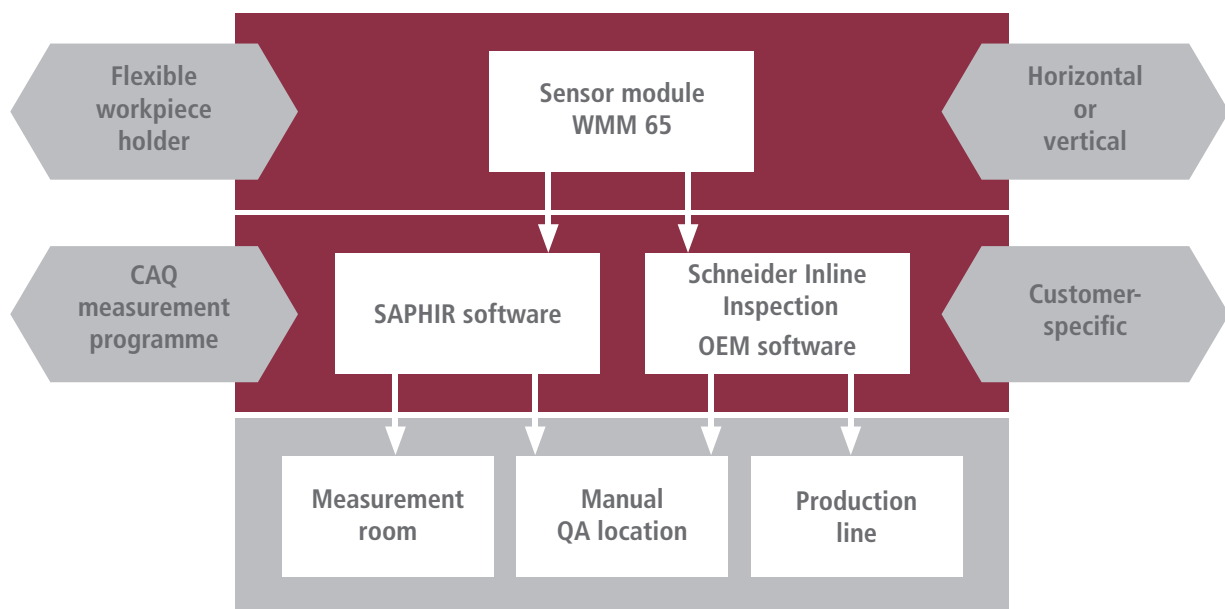 Flexible
workpiece
holder
Sensor module
WMM 65
Horizontal
or
vertical
CAQ
measurement
programme
SAPHIR software
Schneider Inline
Inspection
OEM software
Customer-
specific
Measurement
room
Manual
QA location
Production
line